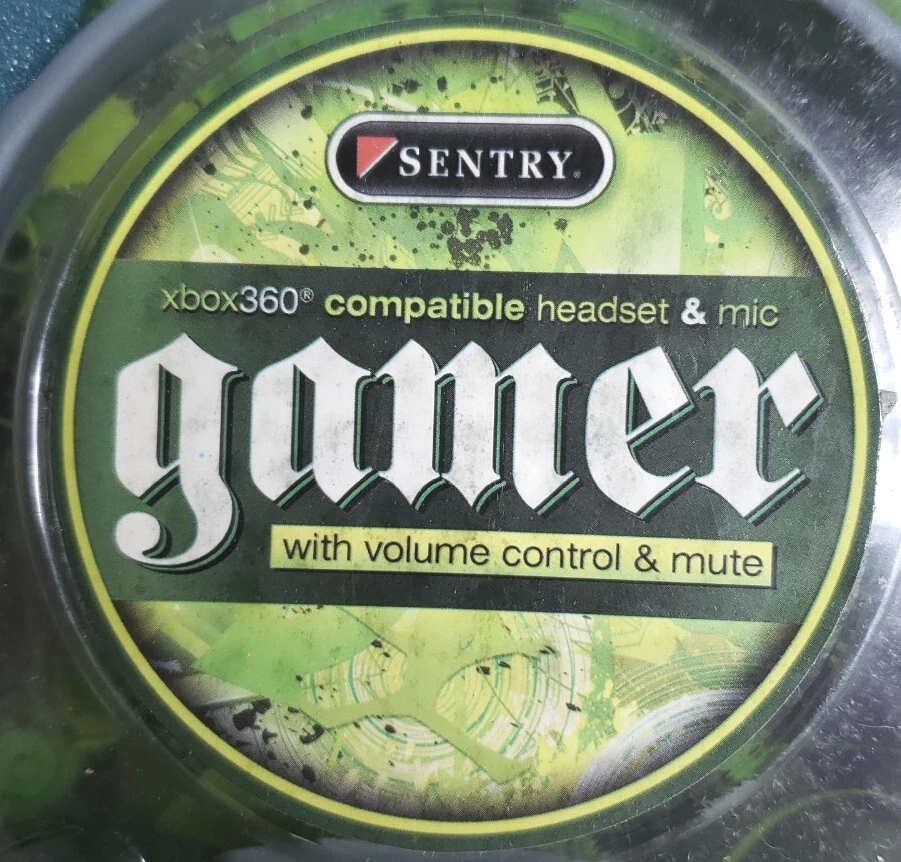 SENTRY.
xbox360® compatible headset & mic
gamer
with volume control & mute